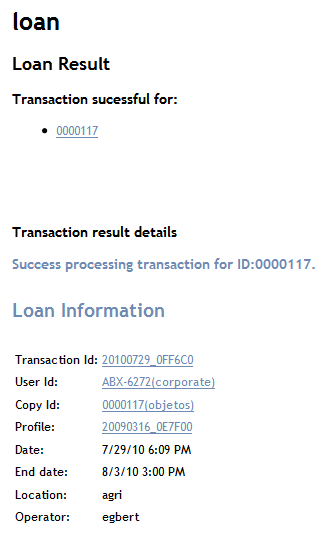 loan
Loan Result
Transaction sucessful for:
0000117
Transaction result details
Success processing transaction for ID:0000117.
Loan Information
Transaction Id: 20100729_0FF6C0
User Id: ABX-6272(corporate)
Copy Id: 0000117(objetos)
Profile: 20090316_0E7F00
Date: 7/29/10 6:09 PM
End date: 8/3/10 3:00 PM
Location: agri
Operator: egbert